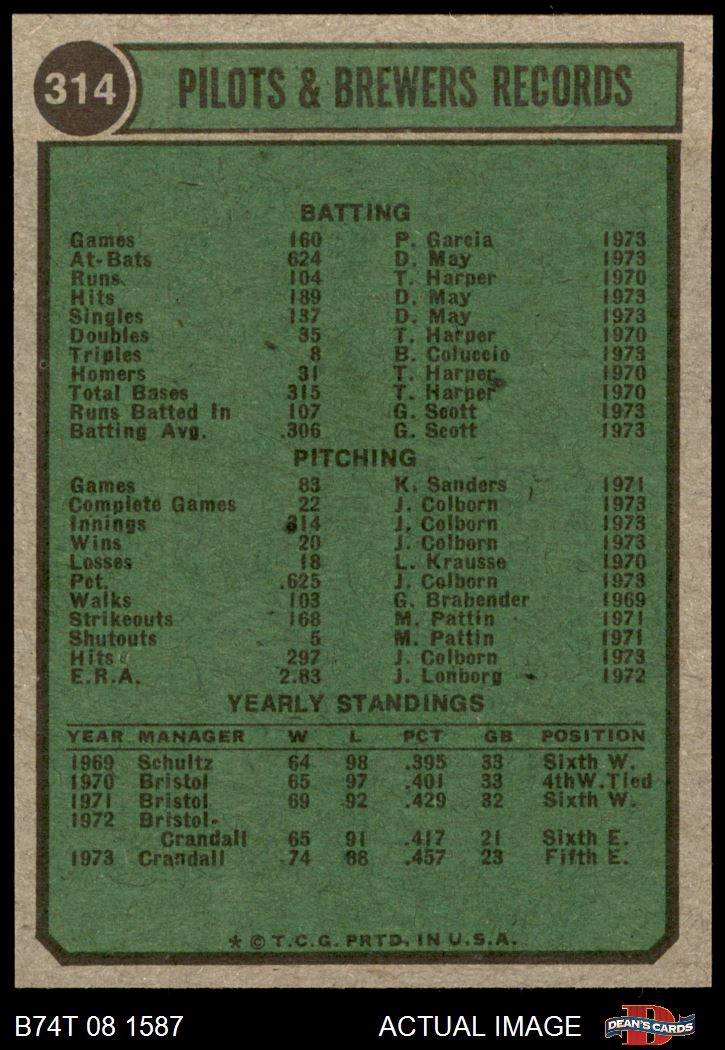 314 PILOTS & BREWERS RECORDS
BATTING
Games 160 P. Garcia 1973
At-Bats 624 D. May 1973
Runs 104 T. Harper 1970
Hits 189 D. May 1973
Singles 137 D. May 1973
Doubles 35 T. Harper 1970
Triples 8 B. Coluccio 1973
Homers 31 T. Harper 1970
Total Bases 315 T. Harper 1970
Runs Batted In 107 G. Scott 1973
Batting Avg. .306 G. Scott 1973
PITCHING
Games 83 K. Sanders 1971
Complete Games 22 J. Colborn 1973
Innings 314 J. Colborn 1973
Wins 20 J. Colborn 1973
Losses 18 L. Krausse 1970
Pct. .625 J. Colborn 1973
Walks 103 G. Brabender 1969
Strikeouts 168 M. Pattin 1971
Shutouts 5 M. Pattin 1971
Hits 297 J. Colborn 1973
E.R.A. 2.83 J. Lonborg 1972
YEARLY STANDINGS
YEAR MANAGER W L PCT GB POSITION
1969 Schultz 64 98 .395 33 Sixth W.
1970 Bristol 65 97 .401 33 4thW.Tied
1971 Bristol 69 92 .429 32 Sixth W.
1972 Bristol-
Crandall 65 91 .417 21 Sixth E.
1973 Crandall 74 88 .457 23 Fifth E.
* © T.C.G. PRTD. IN U.S.A.
B74T 08 1587 ACTUAL IMAGE D DEAN'S CARDS